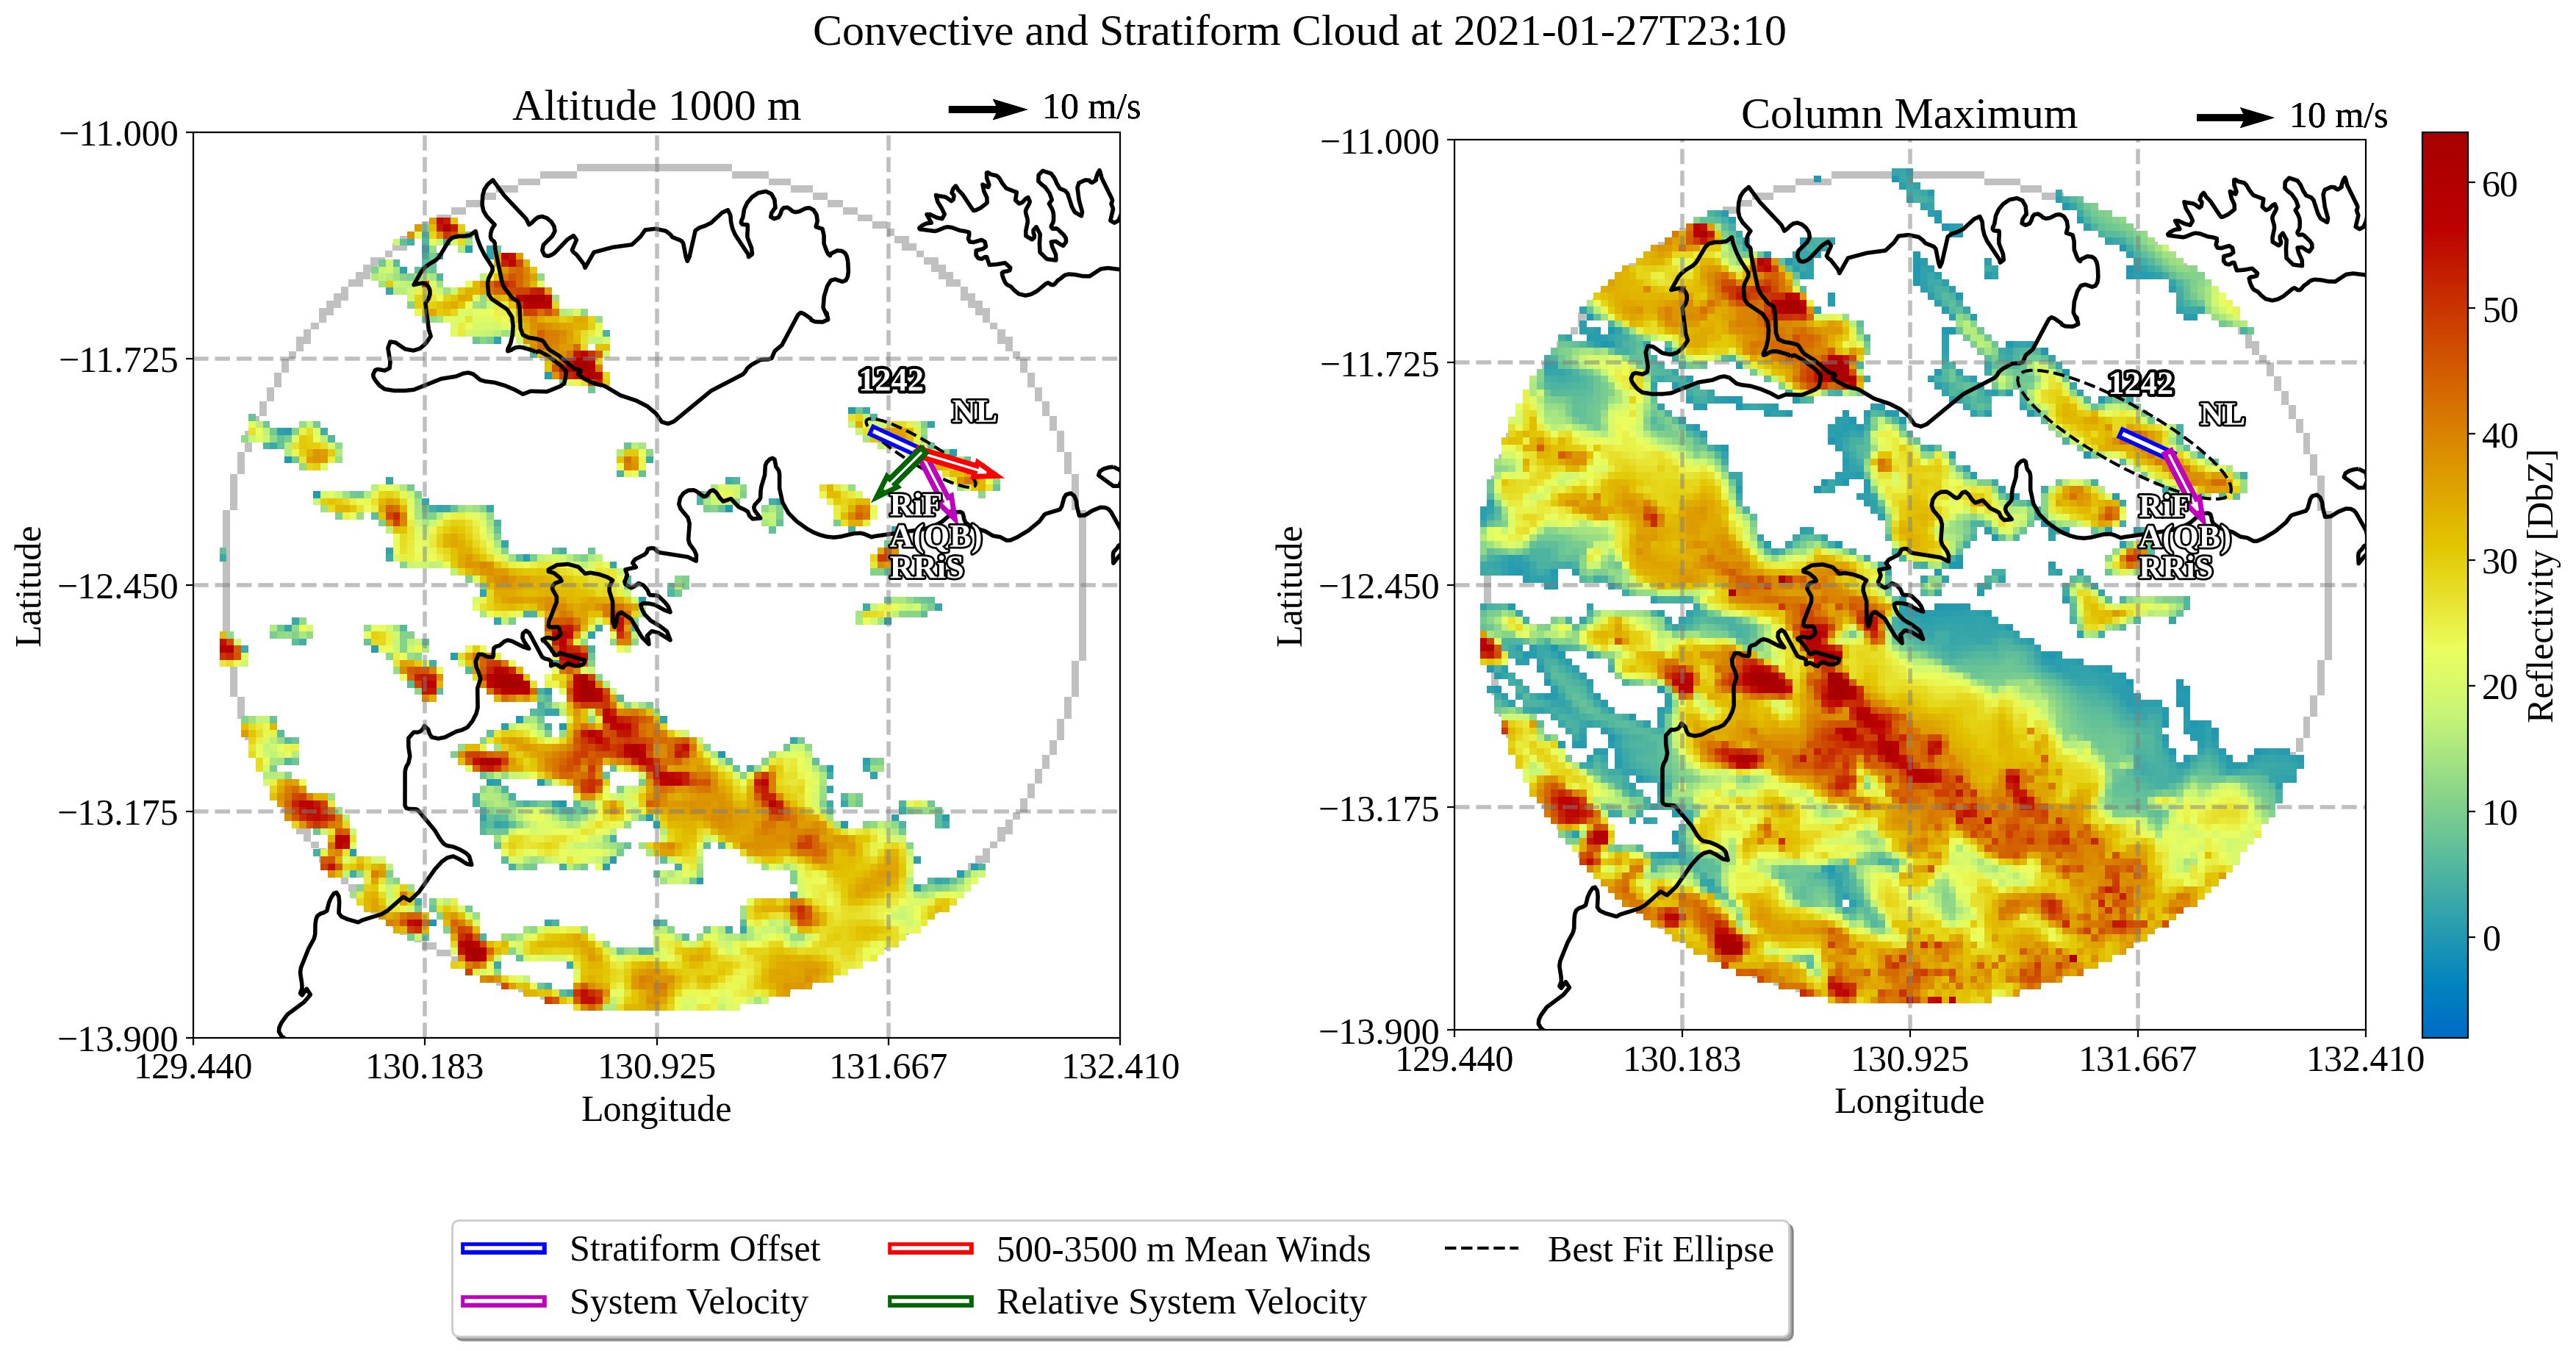 Convective and Stratiform Cloud at 2021-01-27T23:10
Altitude 1000 m
10 m/s
−11.000
−11.725
−12.450
−13.175
−13.900
129.440
130.183
130.925
131.667
132.410
Latitude
Longitude
1242
NL
RiF
A(QB)
RRiS
Column Maximum
10 m/s
−11.000
−11.725
−12.450
−13.175
−13.900
129.440
130.183
130.925
131.667
132.410
Latitude
Longitude
1242
NL
RiF
A(QB)
RRiS
60
50
40
30
20
10
0
Reflectivity [DbZ]
Stratiform Offset
System Velocity
500-3500 m Mean Winds
Relative System Velocity
Best Fit Ellipse